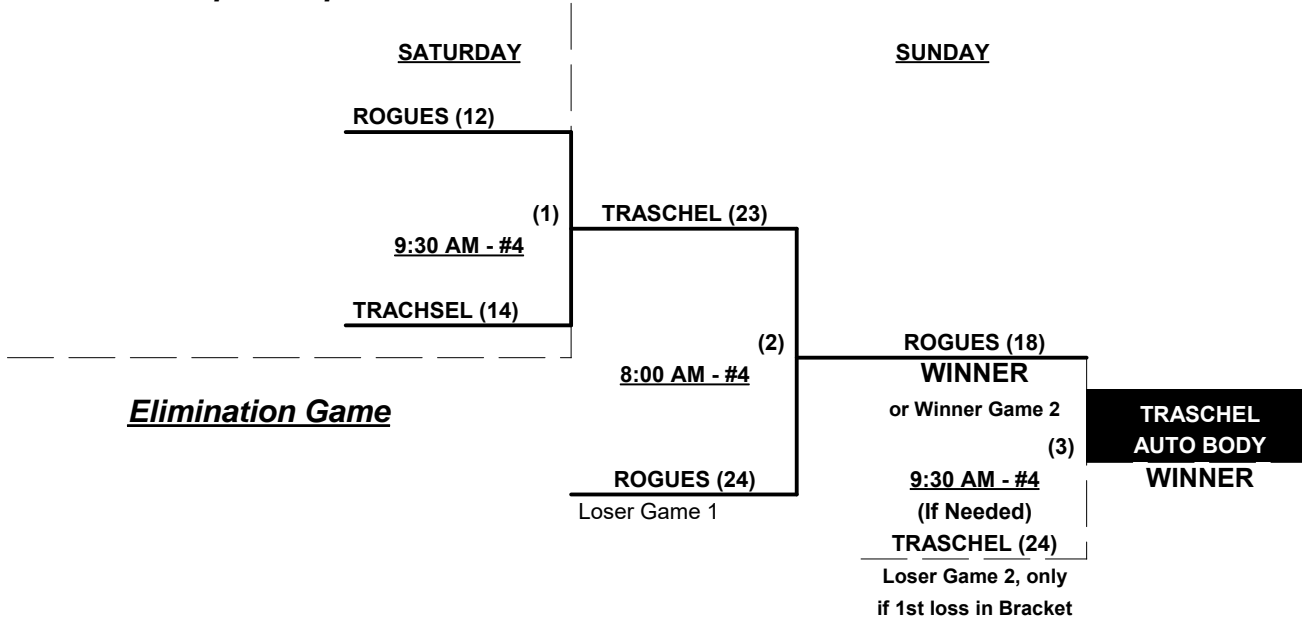 SATURDAY
SUNDAY
ROGUES (12)
(1)
TRASCHEL (23)
9:30 AM - #4
TRACHSEL (14)
(2)
ROGUES (18)
8:00 AM - #4
WINNER
Elimination Game
or Winner Game 2
TRASCHEL
AUTO BODY
(3)
WINNER
ROGUES (24)
9:30 AM - #4
Loser Game 1
(If Needed)
TRASCHEL (24)
Loser Game 2, only
if 1st loss in Bracket